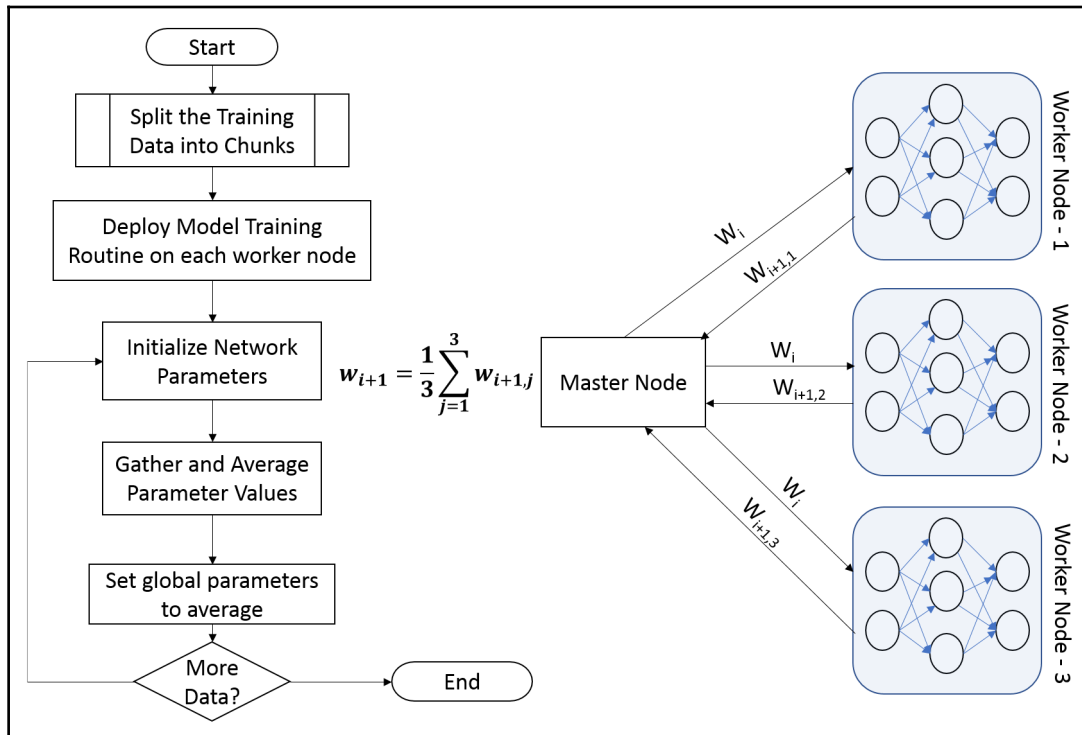 Start
Split the Training
Data into Chunks
Deploy Model Training
Routine on each worker node
Initialize Network
Parameters
Gather and Average
Parameter Values
Set global parameters
to average
More
Data?
End
w_{i+1} = \frac{1}{3} \sum_{j=1}^{3} w_{i+1,j}
Master Node
W_i
W_{i+1,1}
W_i
W_{i+1,2}
W_i
W_{i+1,3}
Worker Node - 1
Worker Node - 2
Worker Node - 3